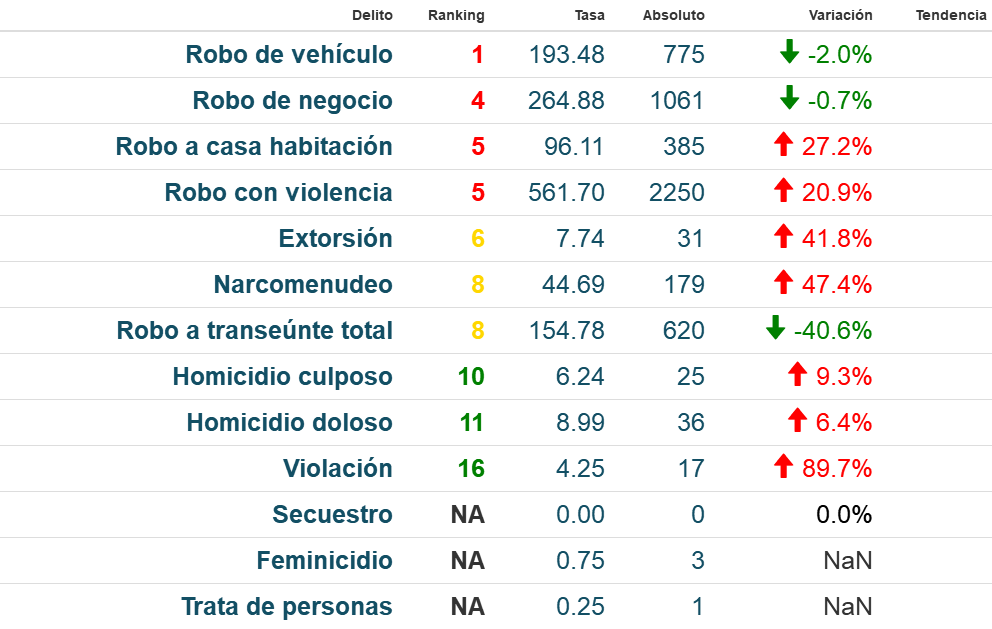 Delito Ranking Tasa Absoluto Variación Tendencia
Robo de vehículo 1 193.48 775 -2.0%
Robo de negocio 4 264.88 1061 -0.7%
Robo a casa habitación 5 96.11 385 27.2%
Robo con violencia 5 561.70 2250 20.9%
Extorsión 6 7.74 31 41.8%
Narcomenudeo 8 44.69 179 47.4%
Robo a transeúnte total 8 154.78 620 -40.6%
Homicidio culposo 10 6.24 25 9.3%
Homicidio doloso 11 8.99 36 6.4%
Violación 16 4.25 17 89.7%
Secuestro NA 0.00 0 0.0%
Feminicidio NA 0.75 3 NaN
Trata de personas NA 0.25 1 NaN